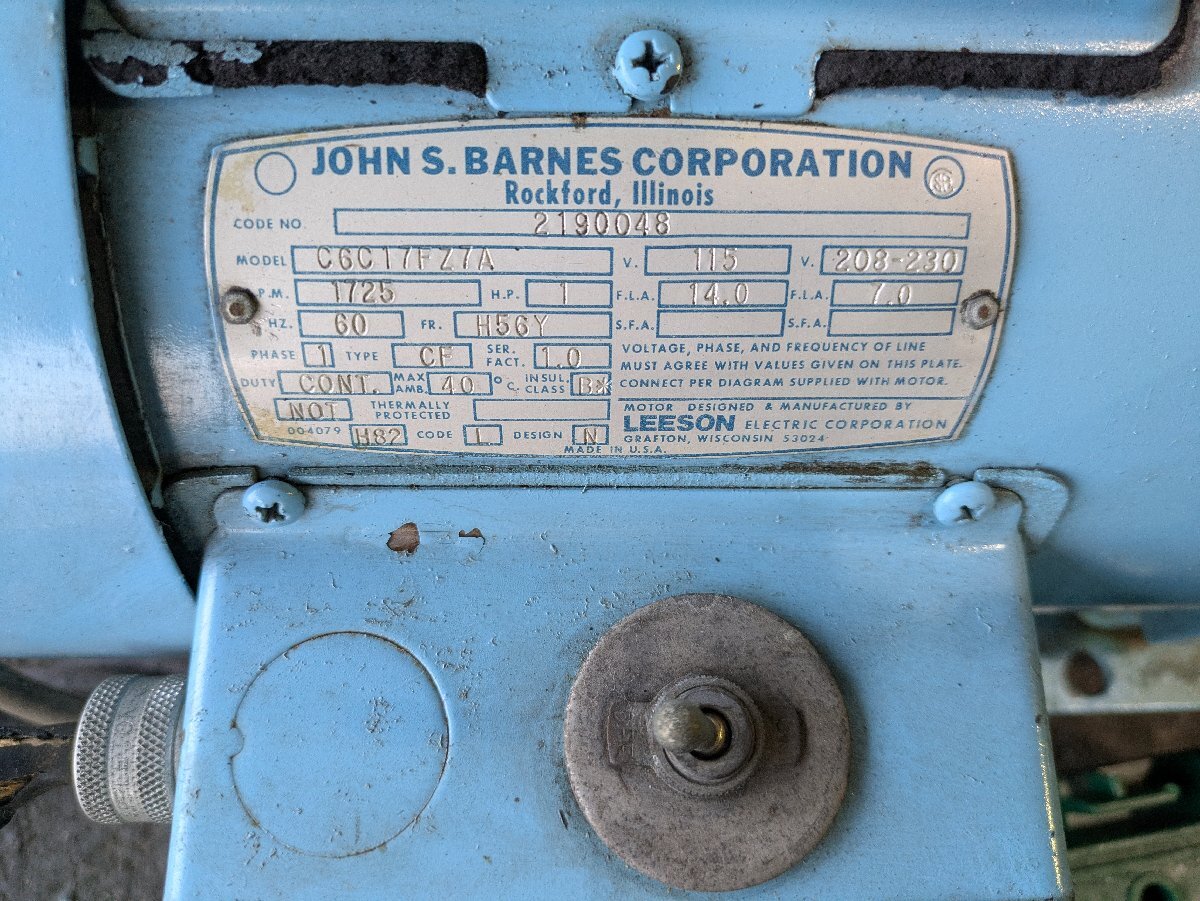 JOHN S. BARNES CORPORATION
Rockford, Illinois
CODE NO. 2190048
MODEL C6C17FZ7A V. 115 V. 208-230
P.M. 1725 H.P. 1 F.L.A. 14.0 F.L.A. 7.0
HZ. 60 FR. H56Y S.F.A. S.F.A.
PHASE 1 TYPE CF SER. FACT. 1.0 VOLTAGE, PHASE, AND FREQUENCY OF LINE
MUST AGREE WITH VALUES GIVEN ON THIS PLATE.
DUTY CONT. MAX AMB. 40 °C. INSUL. CLASS B* CONNECT PER DIAGRAM SUPPLIED WITH MOTOR.
NOT THERMALLY PROTECTED MOTOR DESIGNED & MANUFACTURED BY
LEESON ELECTRIC CORPORATION
004079 H82 CODE L DESIGN N GRAFTON, WISCONSIN 53024
MADE IN U.S.A.